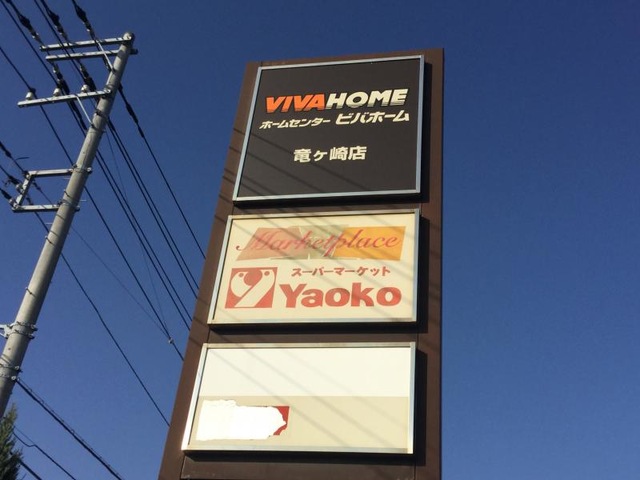 VIVAHOME
ホームセンター ビバホーム
竜ヶ崎店
Marketplace
スーパーマーケット
Yaoko